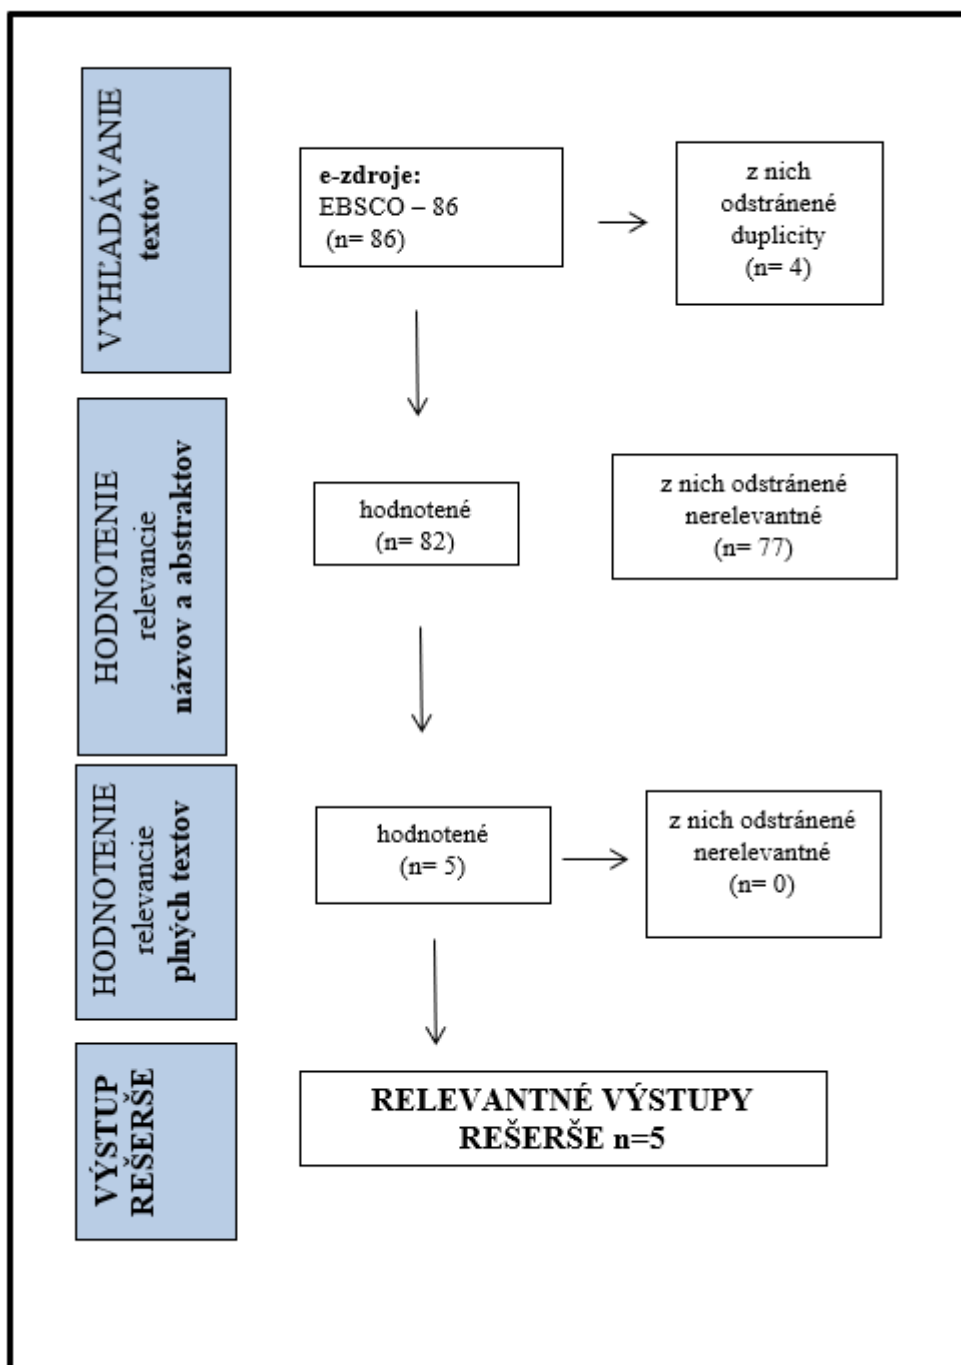 VYHĽADÁVANIE
textov
e-zdroje:
EBSCO – 86
(n= 86)
z nich
odstránené
duplicity
(n= 4)
HODNOTENIE
relevancie
názvov a abstraktov
hodnotené
(n= 82)
z nich odstránené
nerelevantné
(n= 77)
HODNOTENIE
relevancie
plných textov
hodnotené
(n= 5)
z nich odstránené
nerelevantné
(n= 0)
VÝSTUP
REŠERŠE
RELEVANTNÉ VÝSTUPY
REŠERŠE n=5